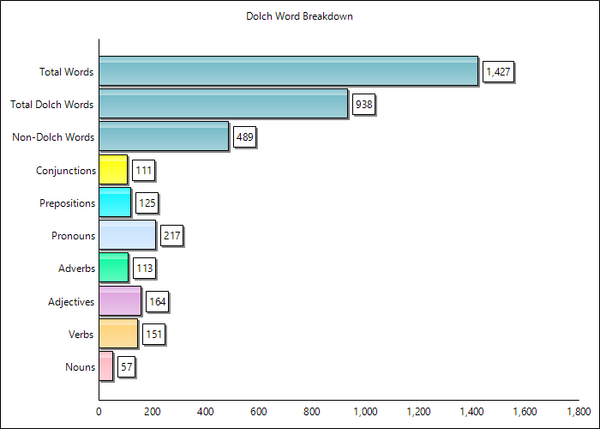 Dolch Word Breakdown
Total Words 1,427
Total Dolch Words 938
Non-Dolch Words 489
Conjunctions 111
Prepositions 125
Pronouns 217
Adverbs 113
Adjectives 164
Verbs 151
Nouns 57
0 200 400 600 800 1,000 1,200 1,400 1,600 1,800